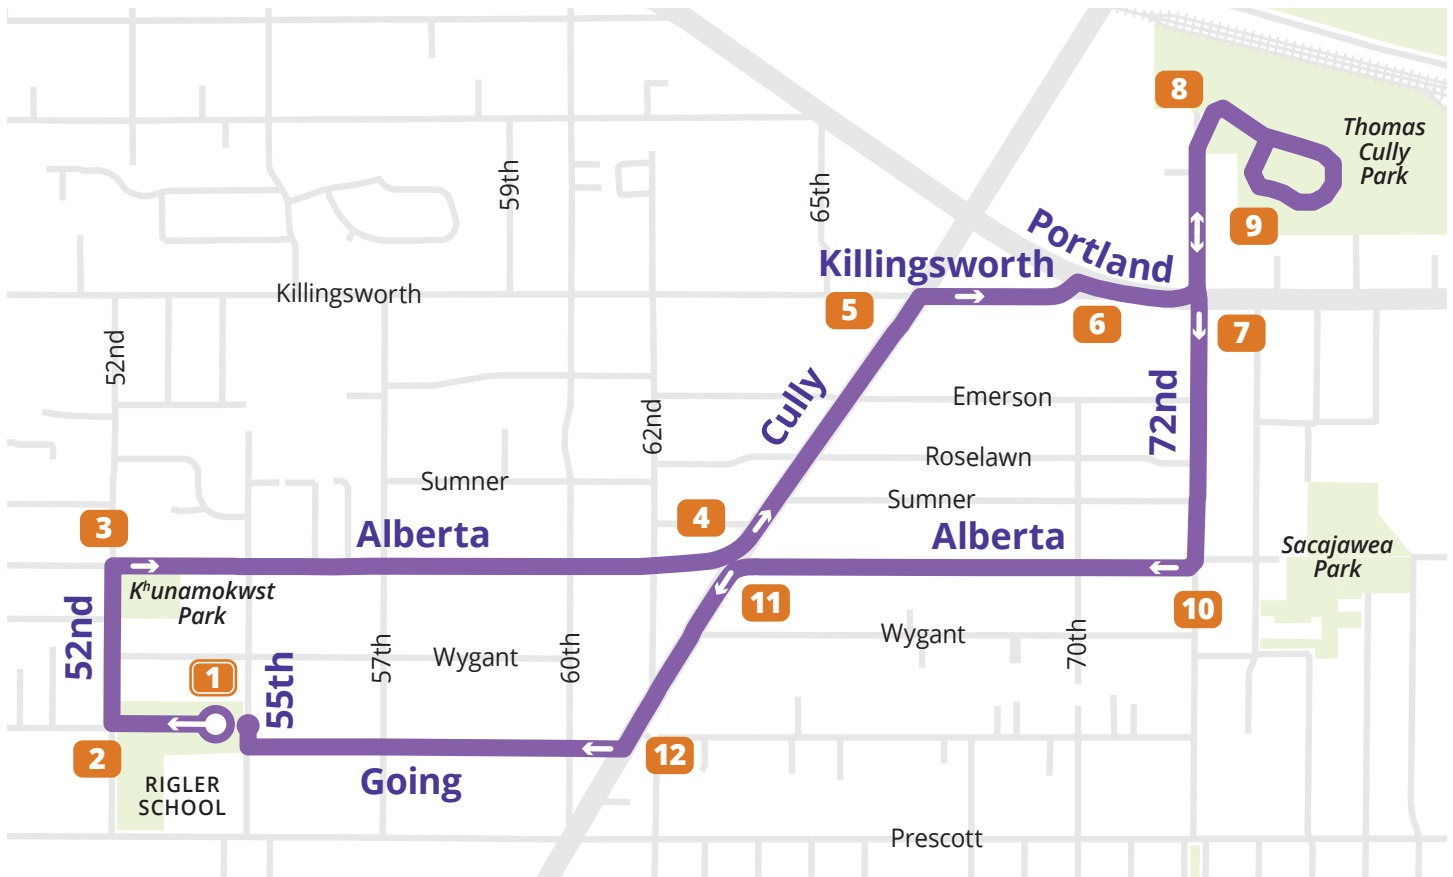 8
Thomas
Cully
Park
59th
65th
9
Portland
Killingsworth
Killingsworth
5
6
7
52nd
Cully
72nd
Emerson
62nd
Roselawn
Sumner
Sumner
3
4
Alberta
Alberta
Sacajawea
Park
Kʰunamokwst
Park
11
10
52nd
1
55th
57th
Wygant
60th
Wygant
70th
2
12
RIGLER
SCHOOL
Going
Prescott